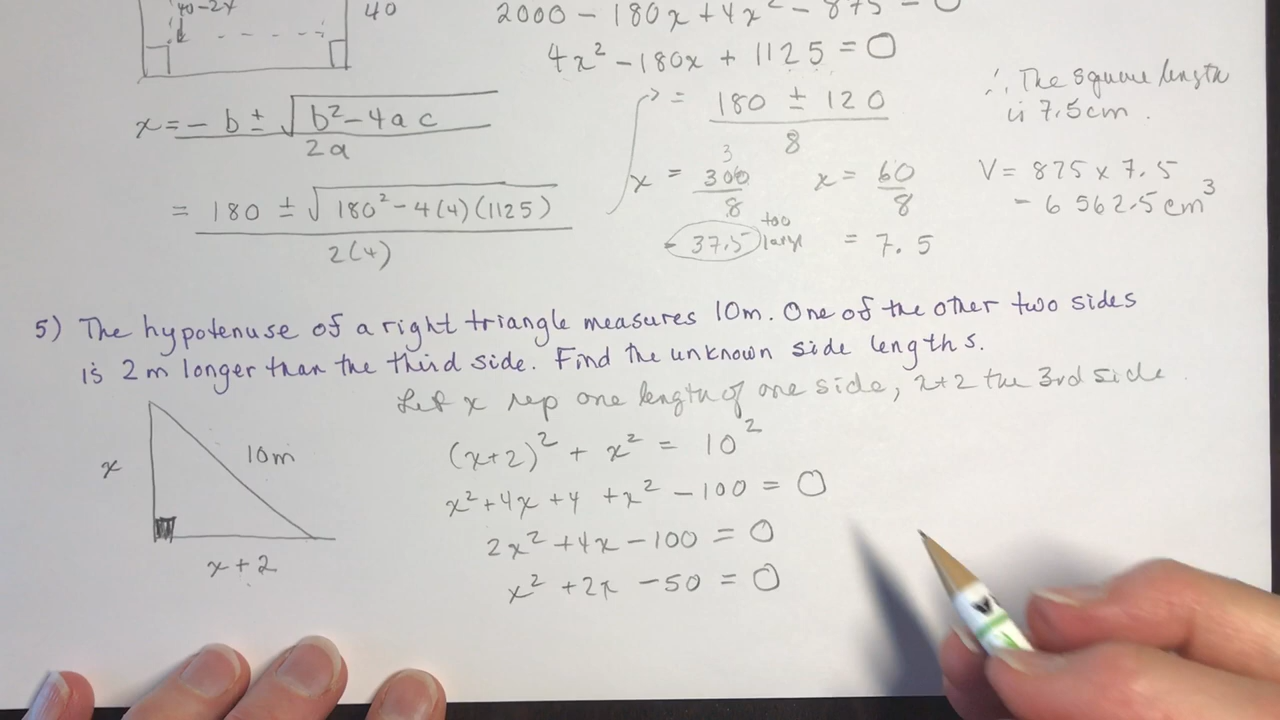 40-2x
40
2000 - 180x + 4x² - 875 = 0
4x² - 180x + 1125 = 0
x = -b ± √b² - 4ac
2a
= 180 ± √180² - 4(4)(1125)
2(4)
= 180 ± 120
8
x = 300
8
3
= 37.5 too large
x = 60
8
= 7.5
∴ The square length
is 7.5cm.
V = 875 x 7.5
= 6 562.5 cm³
5) The hypotenuse of a right triangle measures 10m. One of the other two sides
is 2m longer than the third side. Find the unknown side lengths.
Let x rep one length of one side, x+2 the 3rd side
x
10m
x+2
(x+2)² + x² = 10²
x² + 4x + 4 + x² - 100 = 0
2x² + 4x - 100 = 0
x² + 2x - 50 = 0